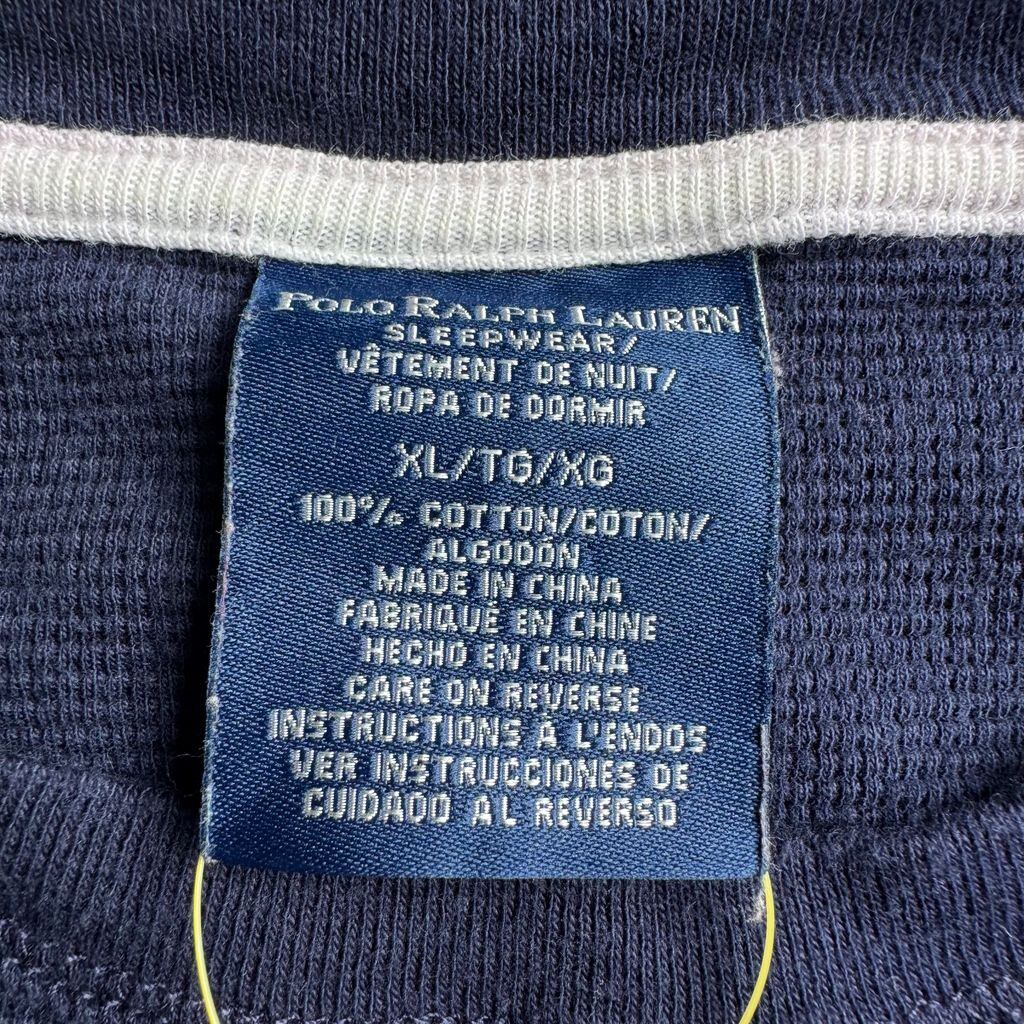 POLO RALPH LAUREN
SLEEPWEAR/
VÊTEMENT DE NUIT/
ROPA DE DORMIR
XL/TG/XG
100% COTTON/COTON/
ALGODÓN
MADE IN CHINA
FABRIQUÉ EN CHINE
HECHO EN CHINA
CARE ON REVERSE
INSTRUCTIONS À L'ENDOS
VER INSTRUCCIONES DE
CUIDADO AL REVERSO